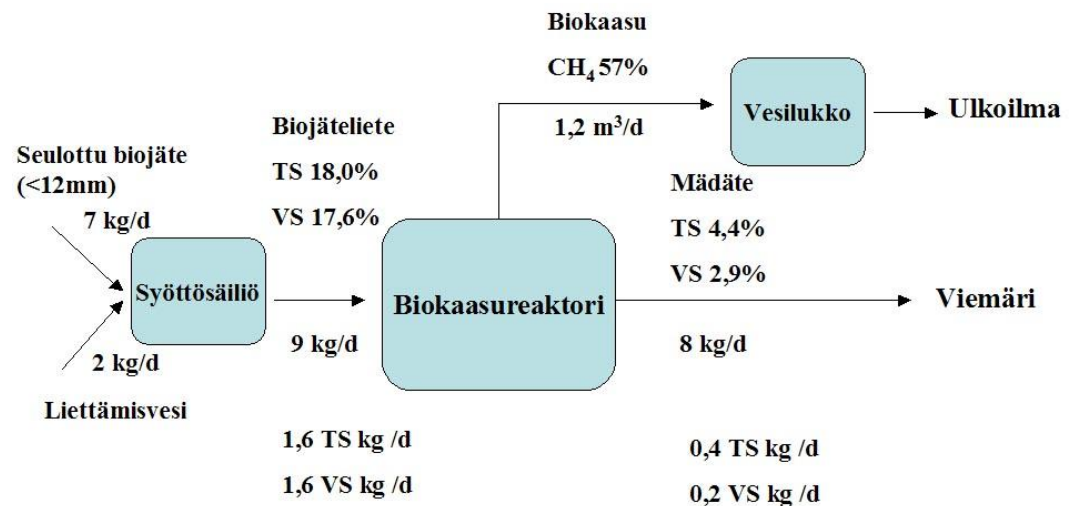 Biokaasu
CH₄ 57%
1,2 m³/d
Vesilukko
Ulkoilma
Seulottu biojäte
(<12mm)
7 kg/d
Syöttösäiliö
2 kg/d
Liettämisvesi
Biojäteliete
TS 18,0%
VS 17,6%
9 kg/d
Biokaasureaktori
Mädäte
TS 4,4%
VS 2,9%
8 kg/d
Viemäri
1,6 TS kg /d
1,6 VS kg /d
0,4 TS kg /d
0,2 VS kg /d